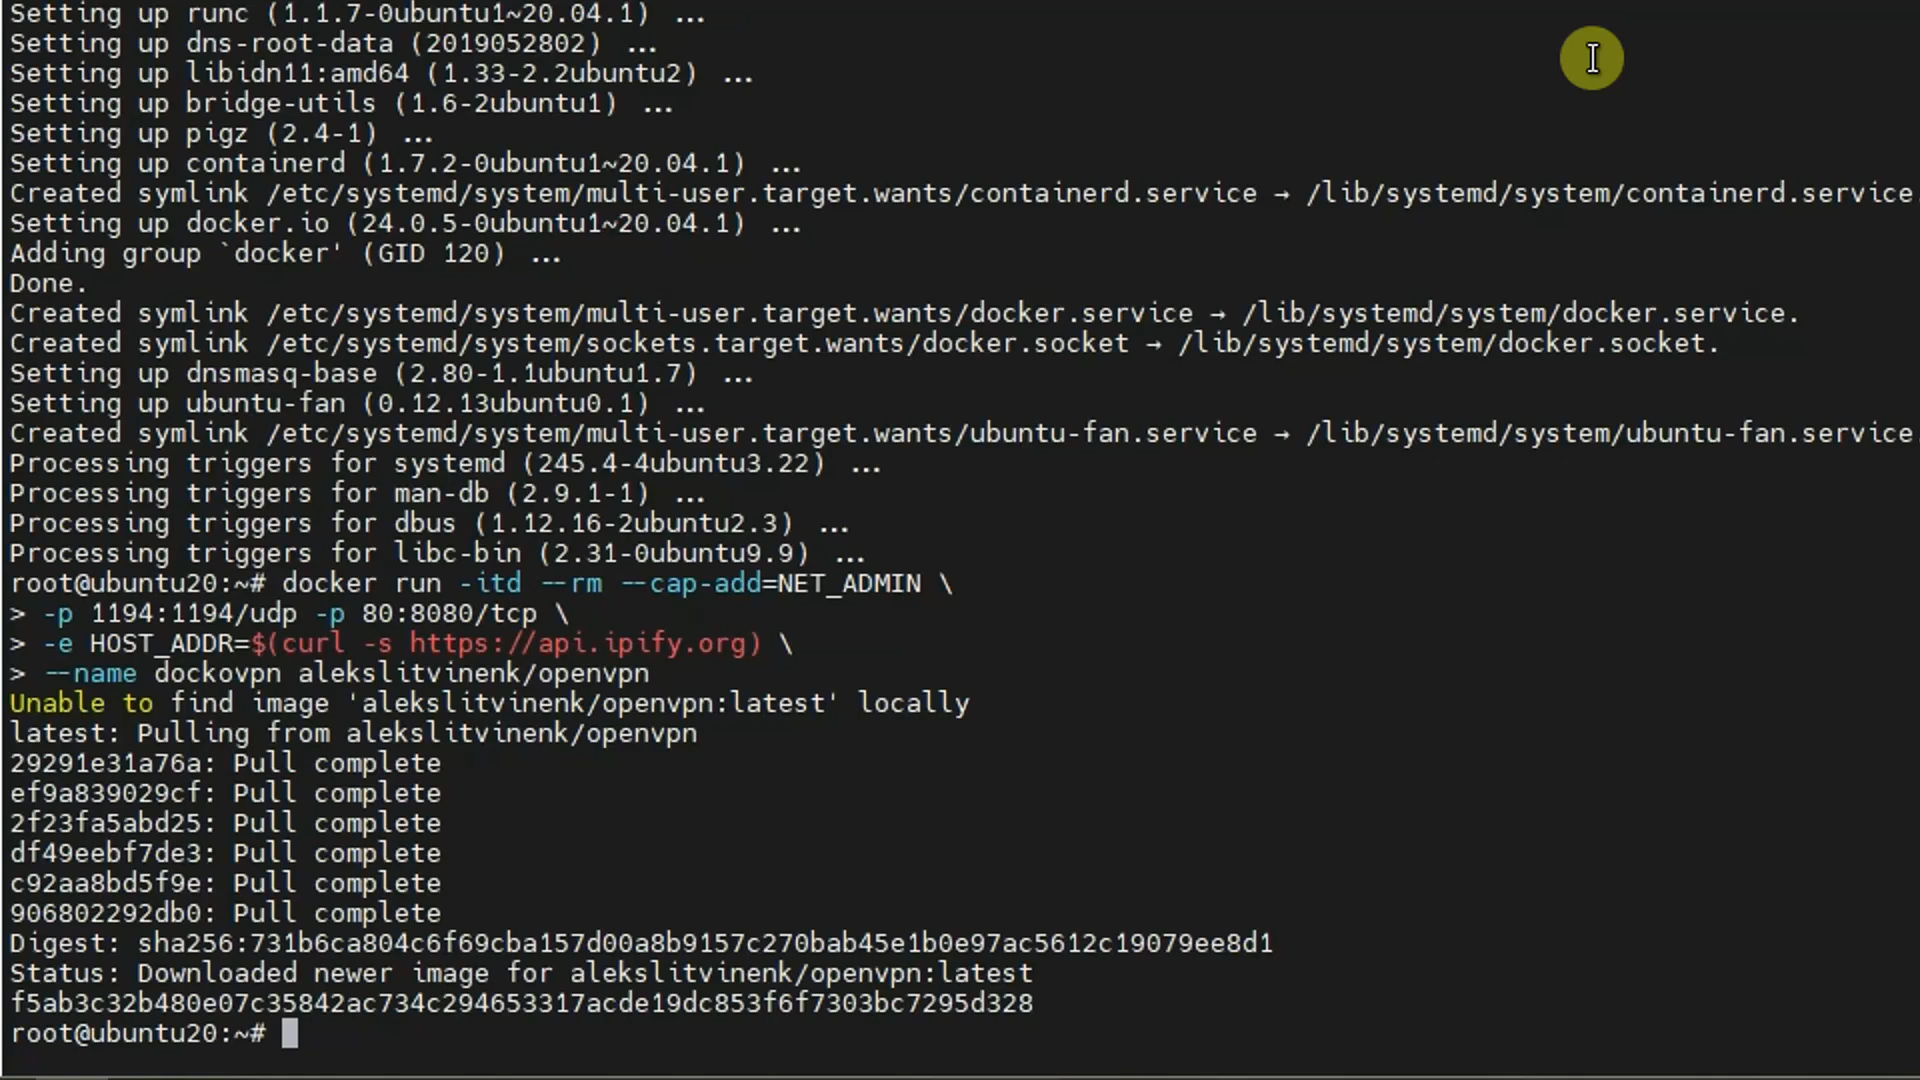 Setting up runc (1.1.7-0ubuntu1~20.04.1) ...
Setting up dns-root-data (2019052802) ...
Setting up libidn11:amd64 (1.33-2.2ubuntu2) ...
Setting up bridge-utils (1.6-2ubuntu1) ...
Setting up pigz (2.4-1) ...
Setting up containerd (1.7.2-0ubuntu1~20.04.1) ...
Created symlink /etc/systemd/system/multi-user.target.wants/containerd.service → /lib/systemd/system/containerd.service.
Setting up docker.io (24.0.5-0ubuntu1~20.04.1) ...
Adding group `docker' (GID 120) ...
Done.
Created symlink /etc/systemd/system/multi-user.target.wants/docker.service → /lib/systemd/system/docker.service.
Created symlink /etc/systemd/system/sockets.target.wants/docker.socket → /lib/systemd/system/docker.socket.
Setting up dnsmasq-base (2.80-1.1ubuntu1.7) ...
Setting up ubuntu-fan (0.12.13ubuntu0.1) ...
Created symlink /etc/systemd/system/multi-user.target.wants/ubuntu-fan.service → /lib/systemd/system/ubuntu-fan.service.
Processing triggers for systemd (245.4-4ubuntu3.22) ...
Processing triggers for man-db (2.9.1-1) ...
Processing triggers for dbus (1.12.16-2ubuntu2.3) ...
Processing triggers for libc-bin (2.31-0ubuntu9.9) ...
root@ubuntu20:~# docker run -itd --rm --cap-add=NET_ADMIN \
> -p 1194:1194/udp -p 80:8080/tcp \
> -e HOST_ADDR=$(curl -s https://api.ipify.org) \
> --name dockovpn alekslitvinenk/openvpn
Unable to find image 'alekslitvinenk/openvpn:latest' locally
latest: Pulling from alekslitvinenk/openvpn
29291e31a76a: Pull complete
ef9a839029cf: Pull complete
2f23fa5abd25: Pull complete
df49eebf7de3: Pull complete
c92aa8bd5f9e: Pull complete
906802292db0: Pull complete
Digest: sha256:731b6ca804c6f69cba157d00a8b9157c270bab45e1b0e97ac5612c19079ee8d1
Status: Downloaded newer image for alekslitvinenk/openvpn:latest
f5ab3c32b480e07c35842ac734c294653317acde19dc853f6f7303bc7295d328
root@ubuntu20:~#